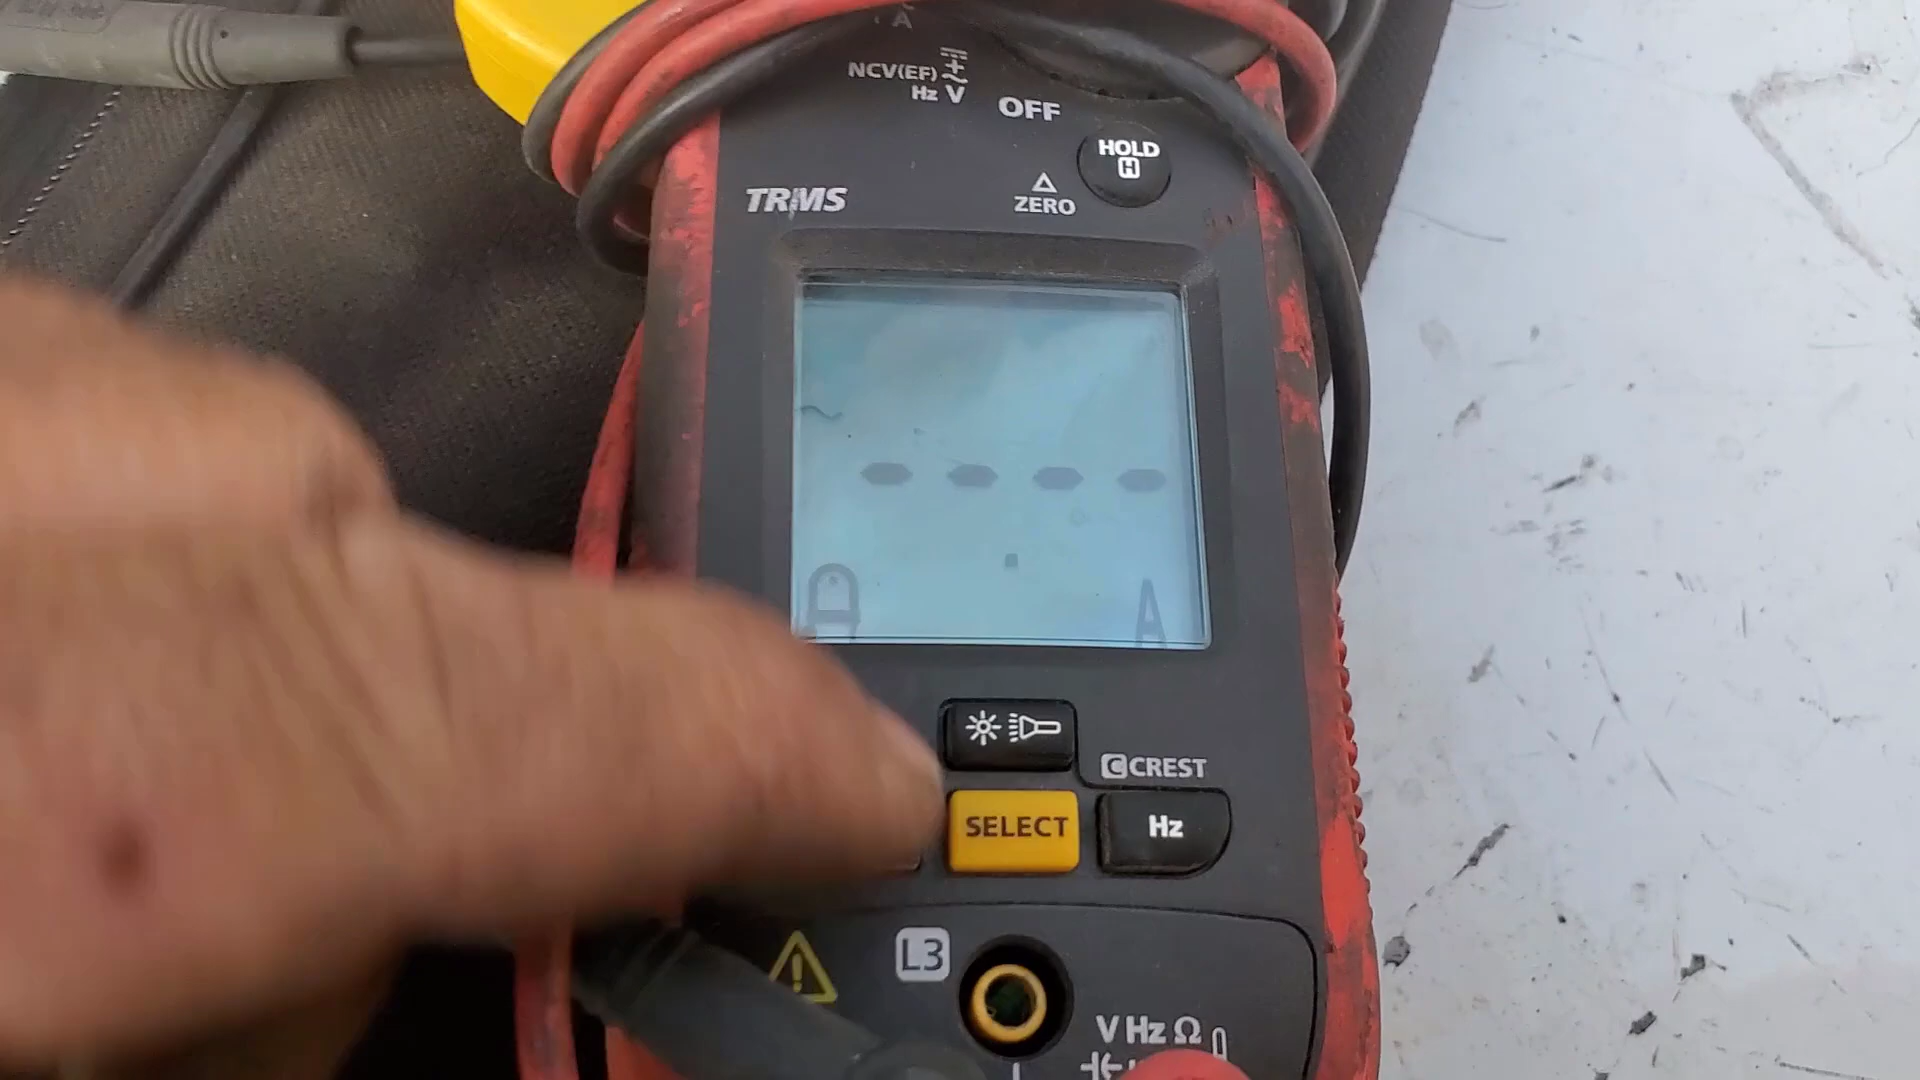 A
NCV(EF)
Hz V
OFF
HOLD
H
TRMS
ZERO
- - - -
A
C CREST
SELECT
Hz
L3
V Hz Ω